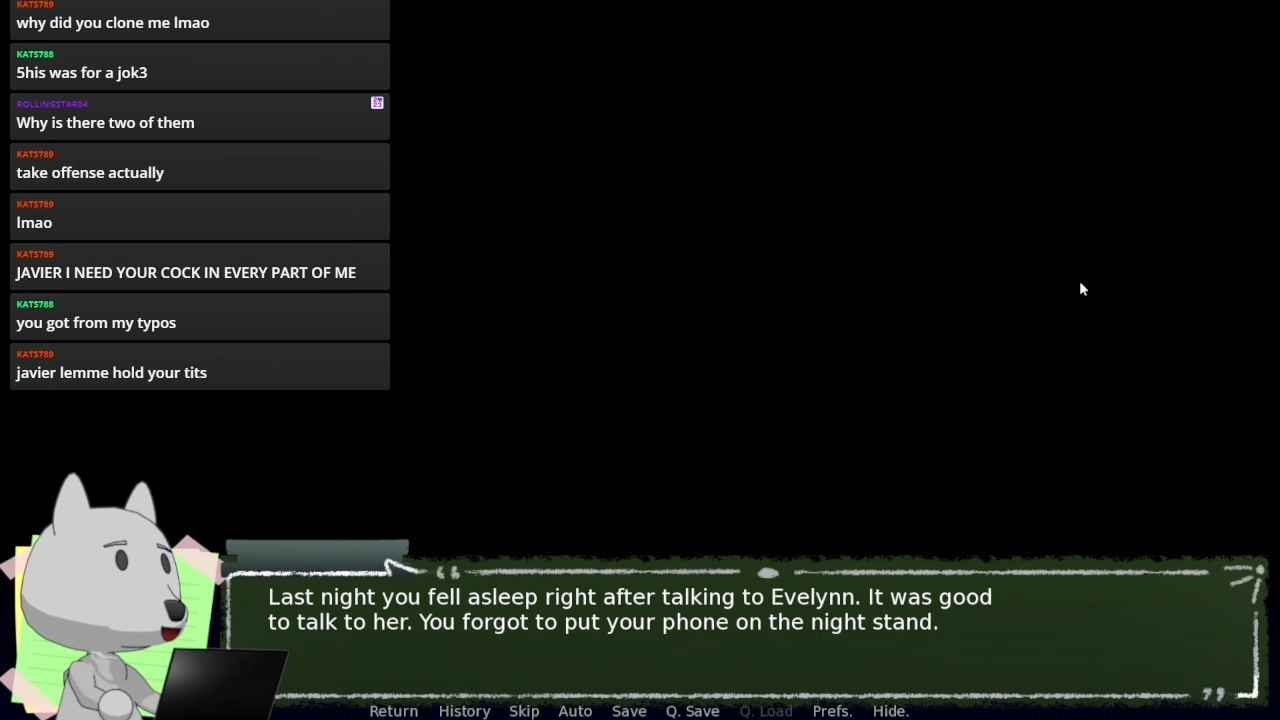 KATS789
why did you clone me lmao
KATS788
5his was for a jok3
ROLLINGSTAR04
Why is there two of them
KATS789
take offense actually
KATS789
lmao
KATS789
JAVIER I NEED YOUR COCK IN EVERY PART OF ME
KATS788
you got from my typos
KATS789
javier lemme hold your tits
Last night you fell asleep right after talking to Evelynn. It was good
to talk to her. You forgot to put your phone on the night stand.
Return History Skip Auto Save Q. Save Q. Load Prefs. Hide.